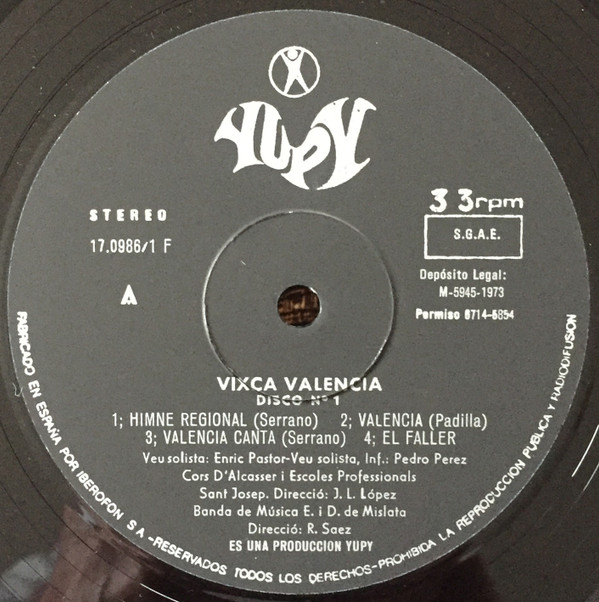 YUPY
STEREO
17.0986/1 F
A
33rpm
S.G.A.E.
Depósito Legal:
M-5945-1973
Permiso 6714-5854
VIXCA VALENCIA
DISCO Nº 1
1; HIMNE REGIONAL (Serrano) 2; VALENCIA (Padilla)
3; VALENCIA CANTA (Serrano) 4; EL FALLER
Veu solista: Enric Pastor-Veu solista, Inf.: Pedro Perez
Cors D'Alcasser i Escoles Professionals
Sant Josep. Direcció: J. L. López
Banda de Música E. i D. de Mislata
Direcció: R. Saez
ES UNA PRODUCCION YUPY
FABRICADO EN ESPAÑA POR IBEROFON S A -RESERVADOS TODOS LOS DERECHOS-PROHIBIDA LA REPRODUCCION PUBLICA Y RADIODIFUSION